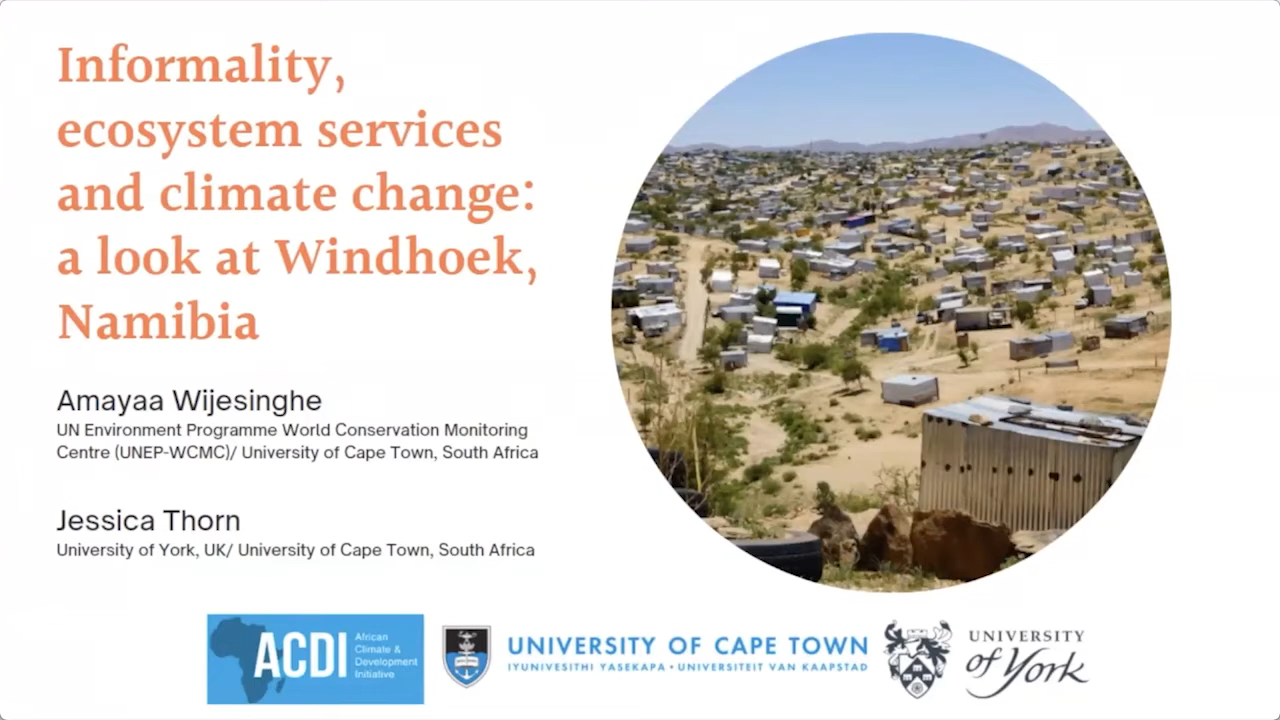 Informality,
ecosystem services
and climate change:
a look at Windhoek,
Namibia
Amayaa Wijesinghe
UN Environment Programme World Conservation Monitoring
Centre (UNEP-WCMC)/ University of Cape Town, South Africa
Jessica Thorn
University of York, UK/ University of Cape Town, South Africa
ACDI
African
Climate &
Development
Initiative
UNIVERSITY OF CAPE TOWN
IYUNIVESITHI YASEKAPA • UNIVERSITEIT VAN KAAPSTAD
UNIVERSITY
of York